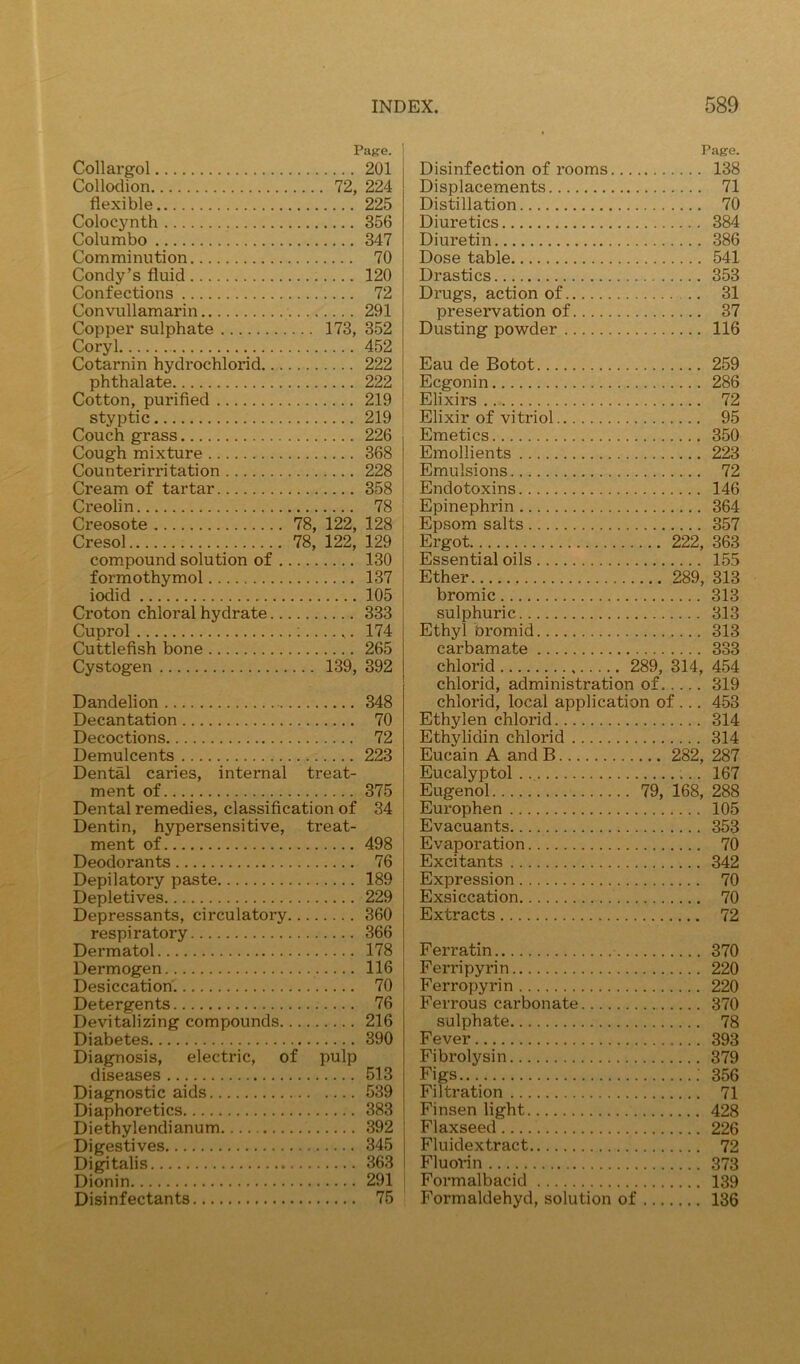 INDEX. 589
Page.
Collargol 201
Collodion 72, 224
flexible 225
Colocynth 356
Columbo 347
Comminution 70
Condy's fluid 120
Confections 72
Convullamarin 291
Copper sulphate 173, 352
Coryl 452
Cotarnin hydrochlorid 222
phthalate 222
Cotton, purified 219
styptic 219
Couch grass 226
Cough mixture 368
Counterirritation 228
Cream of tartar 358
Creolin 78
Creosote 78, 122, 128
Cresol 78, 122, 129
compound solution of 130
formothymol 137
iodid 105
Croton chloral hydrate 333
Cuprol 174
Cuttlefish bone 265
Cystogen 139, 392
Dandelion 348
Decantation 70
Decoctions 72
Demulcents 223
Dental caries, internal treat-
ment of 375
Dental remedies, classification of 34
Dentin, hypersensitive, treat-
ment of 498
Deodorants 76
Depilatory paste 189
Depletives 229
Depressants, circulatory 360
respiratory 366
Dermatol 178
Dermogen 116
Desiccation 70
Detergents 76
Devitalizing compounds 216
Diabetes 390
Diagnosis, electric, of pulp
diseases 513
Diagnostic aids 539
Diaphoretics 383
Diethylendianum 392
Digestives 345
Digitalis 363
Dionin 291
Disinfectants 75
Page.
Disinfection of rooms 138
Displacements 71
Distillation 70
Diuretics 384
Diuretin 386
Dose table 541
Drastics 353
Drugs, action of 31
preservation of 37
Dusting powder 116
Eau de Botot 259
Ecgonin 286
Elixirs 72
Elixir of vitriol 95
Emetics 350
Emollients 223
Emulsions 72
Endotoxins 146
Epinephrin 364
Epsom salts 357
Ergot 222, 363
Essential oils 155
Ether 289, 313
bromic 313
sulphuric 313
Ethyl bromid 313
carbamate 333
chlorid 289, 314, 454
chlorid, administration of 319
chlorid, local application of 453
Ethylen chlorid 314
Ethylidin chlorid 314
Eucain A and B 282, 287
Eucalyptol 167
Eugenol 79, 168, 288
Europhen 105
Evacuants 353
Evaporation 70
Excitants 342
Expression 70
Exsiccation 70
Extracts 72
Ferratin 370
Ferripyrin 220
Ferropyrin 220
Ferrous carbonate 370
sulphate 78
Fever 393
Fibrolysin 379
Figs 356
Filtration 71
Finsen light 428
Flaxseed 226
Fluidextract 72
Fluorin 373
Formalbacid 139
Formaldehyd, solution of 136